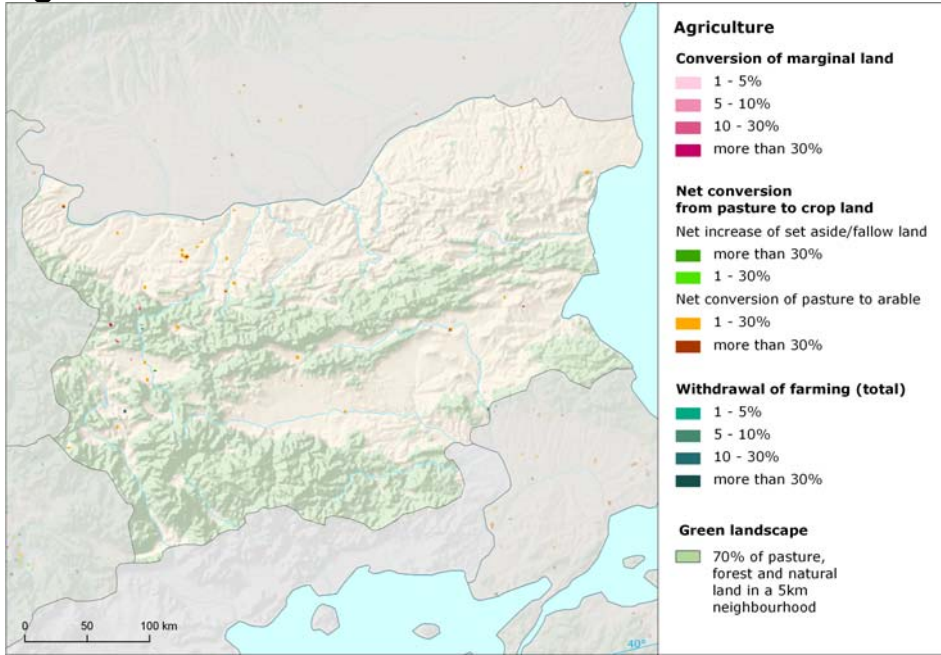 Agriculture
Conversion of marginal land
1 - 5%
5 - 10%
10 - 30%
more than 30%
Net conversion
from pasture to crop land
Net increase of set aside/fallow land
more than 30%
1 - 30%
Net conversion of pasture to arable
1 - 30%
more than 30%
Withdrawal of farming (total)
1 - 5%
5 - 10%
10 - 30%
more than 30%
Green landscape
70% of pasture,
forest and natural
land in a 5km
neighbourhood
0 50 100 km
40°